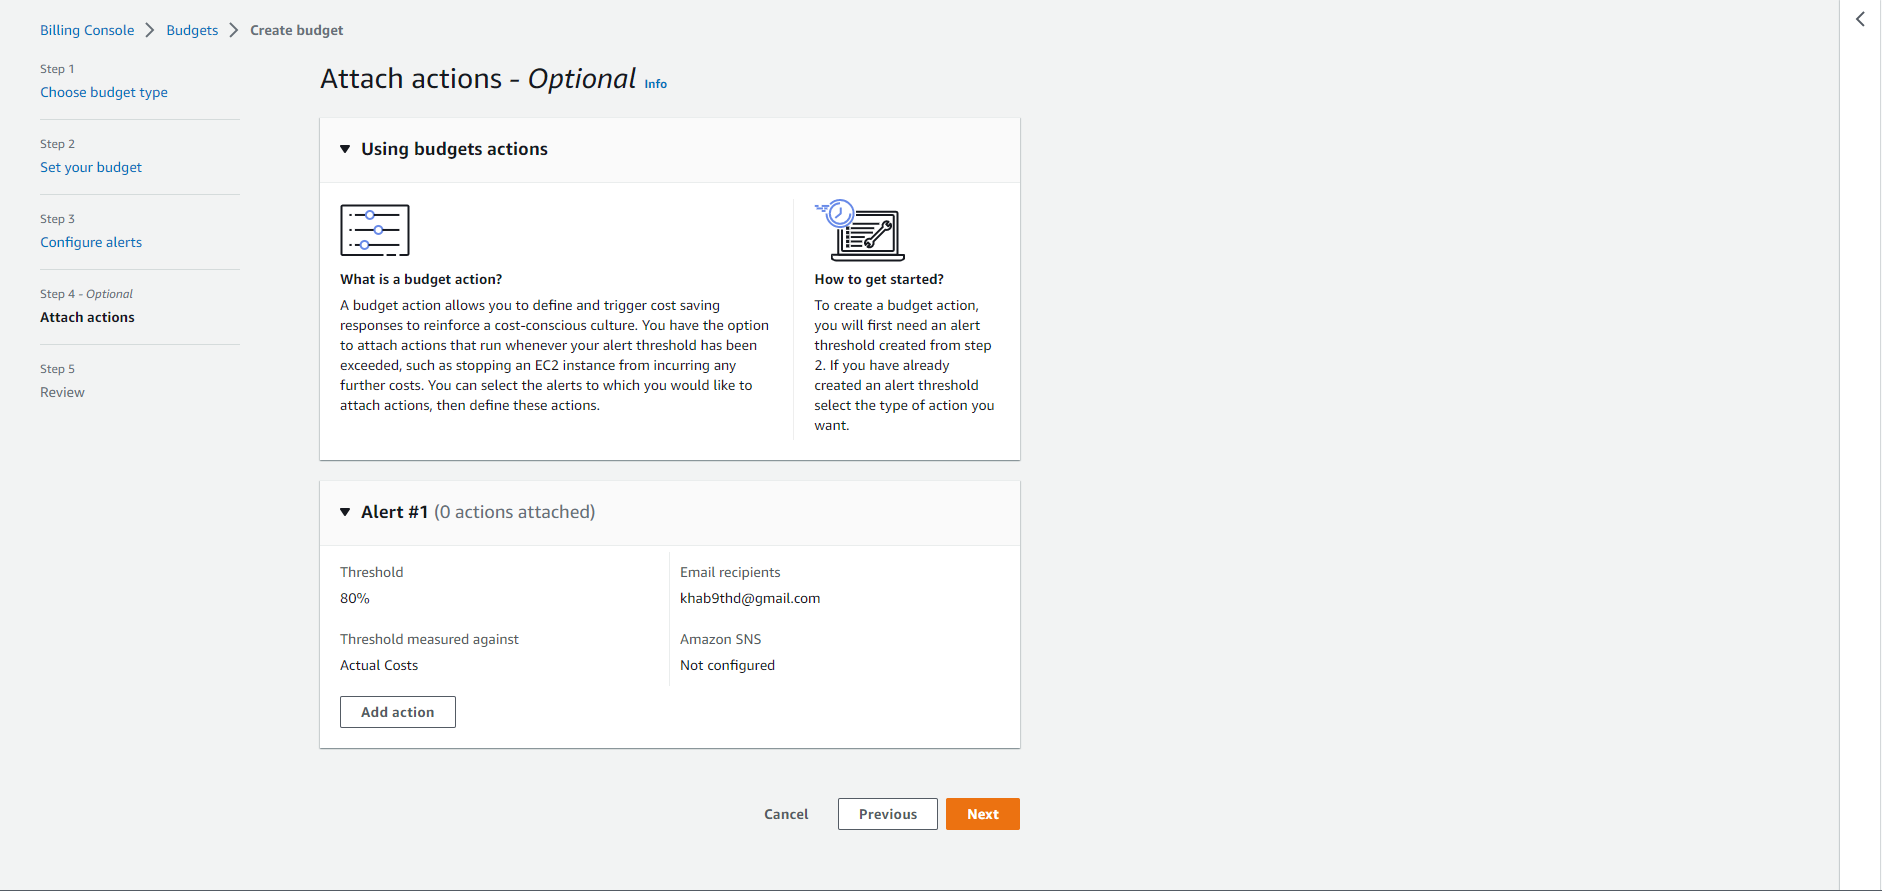 Billing Console > Budgets > Create budget
Step 1
Choose budget type
Step 2
Set your budget
Step 3
Configure alerts
Step 4 - Optional
Attach actions
Step 5
Review
Attach actions - Optional Info
Using budgets actions
What is a budget action?
A budget action allows you to define and trigger cost saving
responses to reinforce a cost-conscious culture. You have the option
to attach actions that run whenever your alert threshold has been
exceeded, such as stopping an EC2 instance from incurring any
further costs. You can select the alerts to which you would like to
attach actions, then define these actions.
How to get started?
To create a budget action,
you will first need an alert
threshold created from step
2. If you have already
created an alert threshold
select the type of action you
want.
Alert #1 (0 actions attached)
Threshold
80%
Threshold measured against
Actual Costs
Email recipients
khab9thd@gmail.com
Amazon SNS
Not configured
Add action
Cancel
Previous
Next